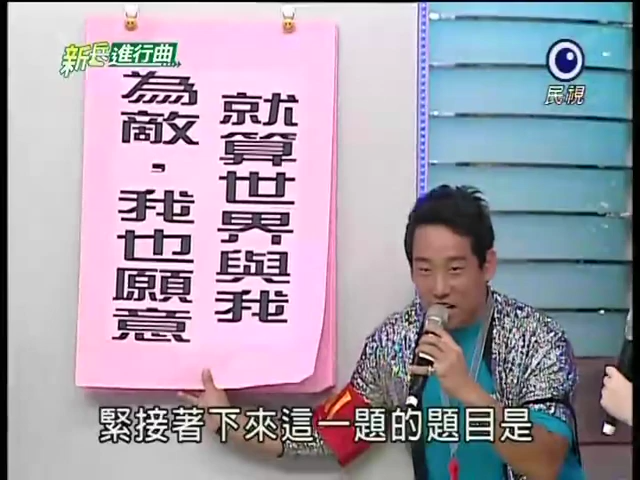 新兵進行曲
民視
就算世界與我
為敵，我也願意
緊接著下來這一題的題目是